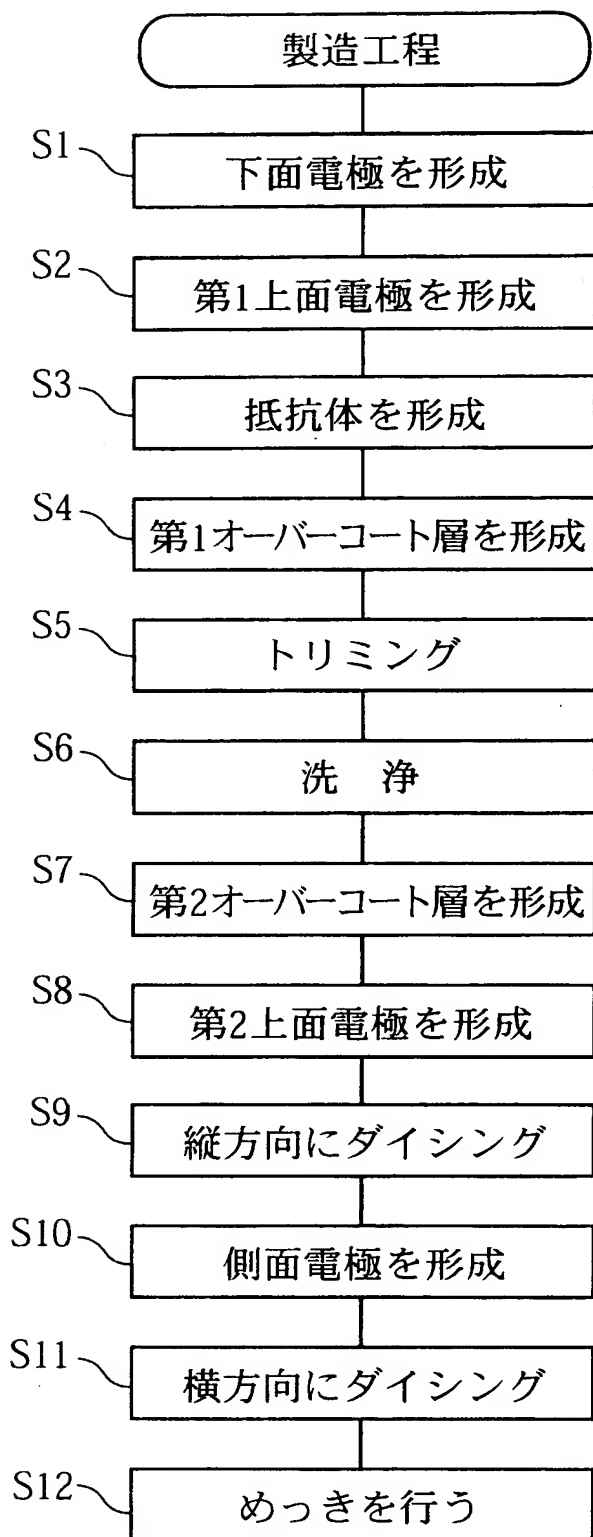 製造工程
S1 下面電極を形成
S2 第1上面電極を形成
S3 抵抗体を形成
S4 第1オーバーコート層を形成
S5 トリミング
S6 洗 浄
S7 第2オーバーコート層を形成
S8 第2上面電極を形成
S9 縦方向にダイシング
S10 側面電極を形成
S11 横方向にダイシング
S12 めっきを行う